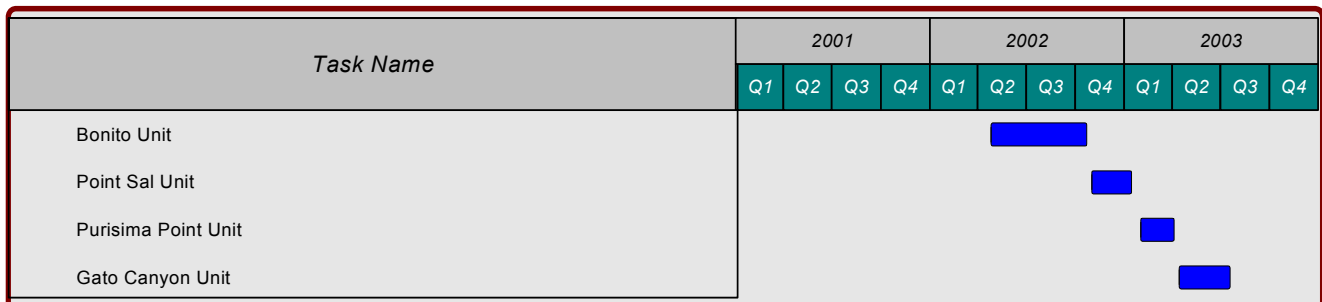 Task Name
2001 2002 2003
Q1 Q2 Q3 Q4 Q1 Q2 Q3 Q4 Q1 Q2 Q3 Q4
Bonito Unit
Point Sal Unit
Purisima Point Unit
Gato Canyon Unit